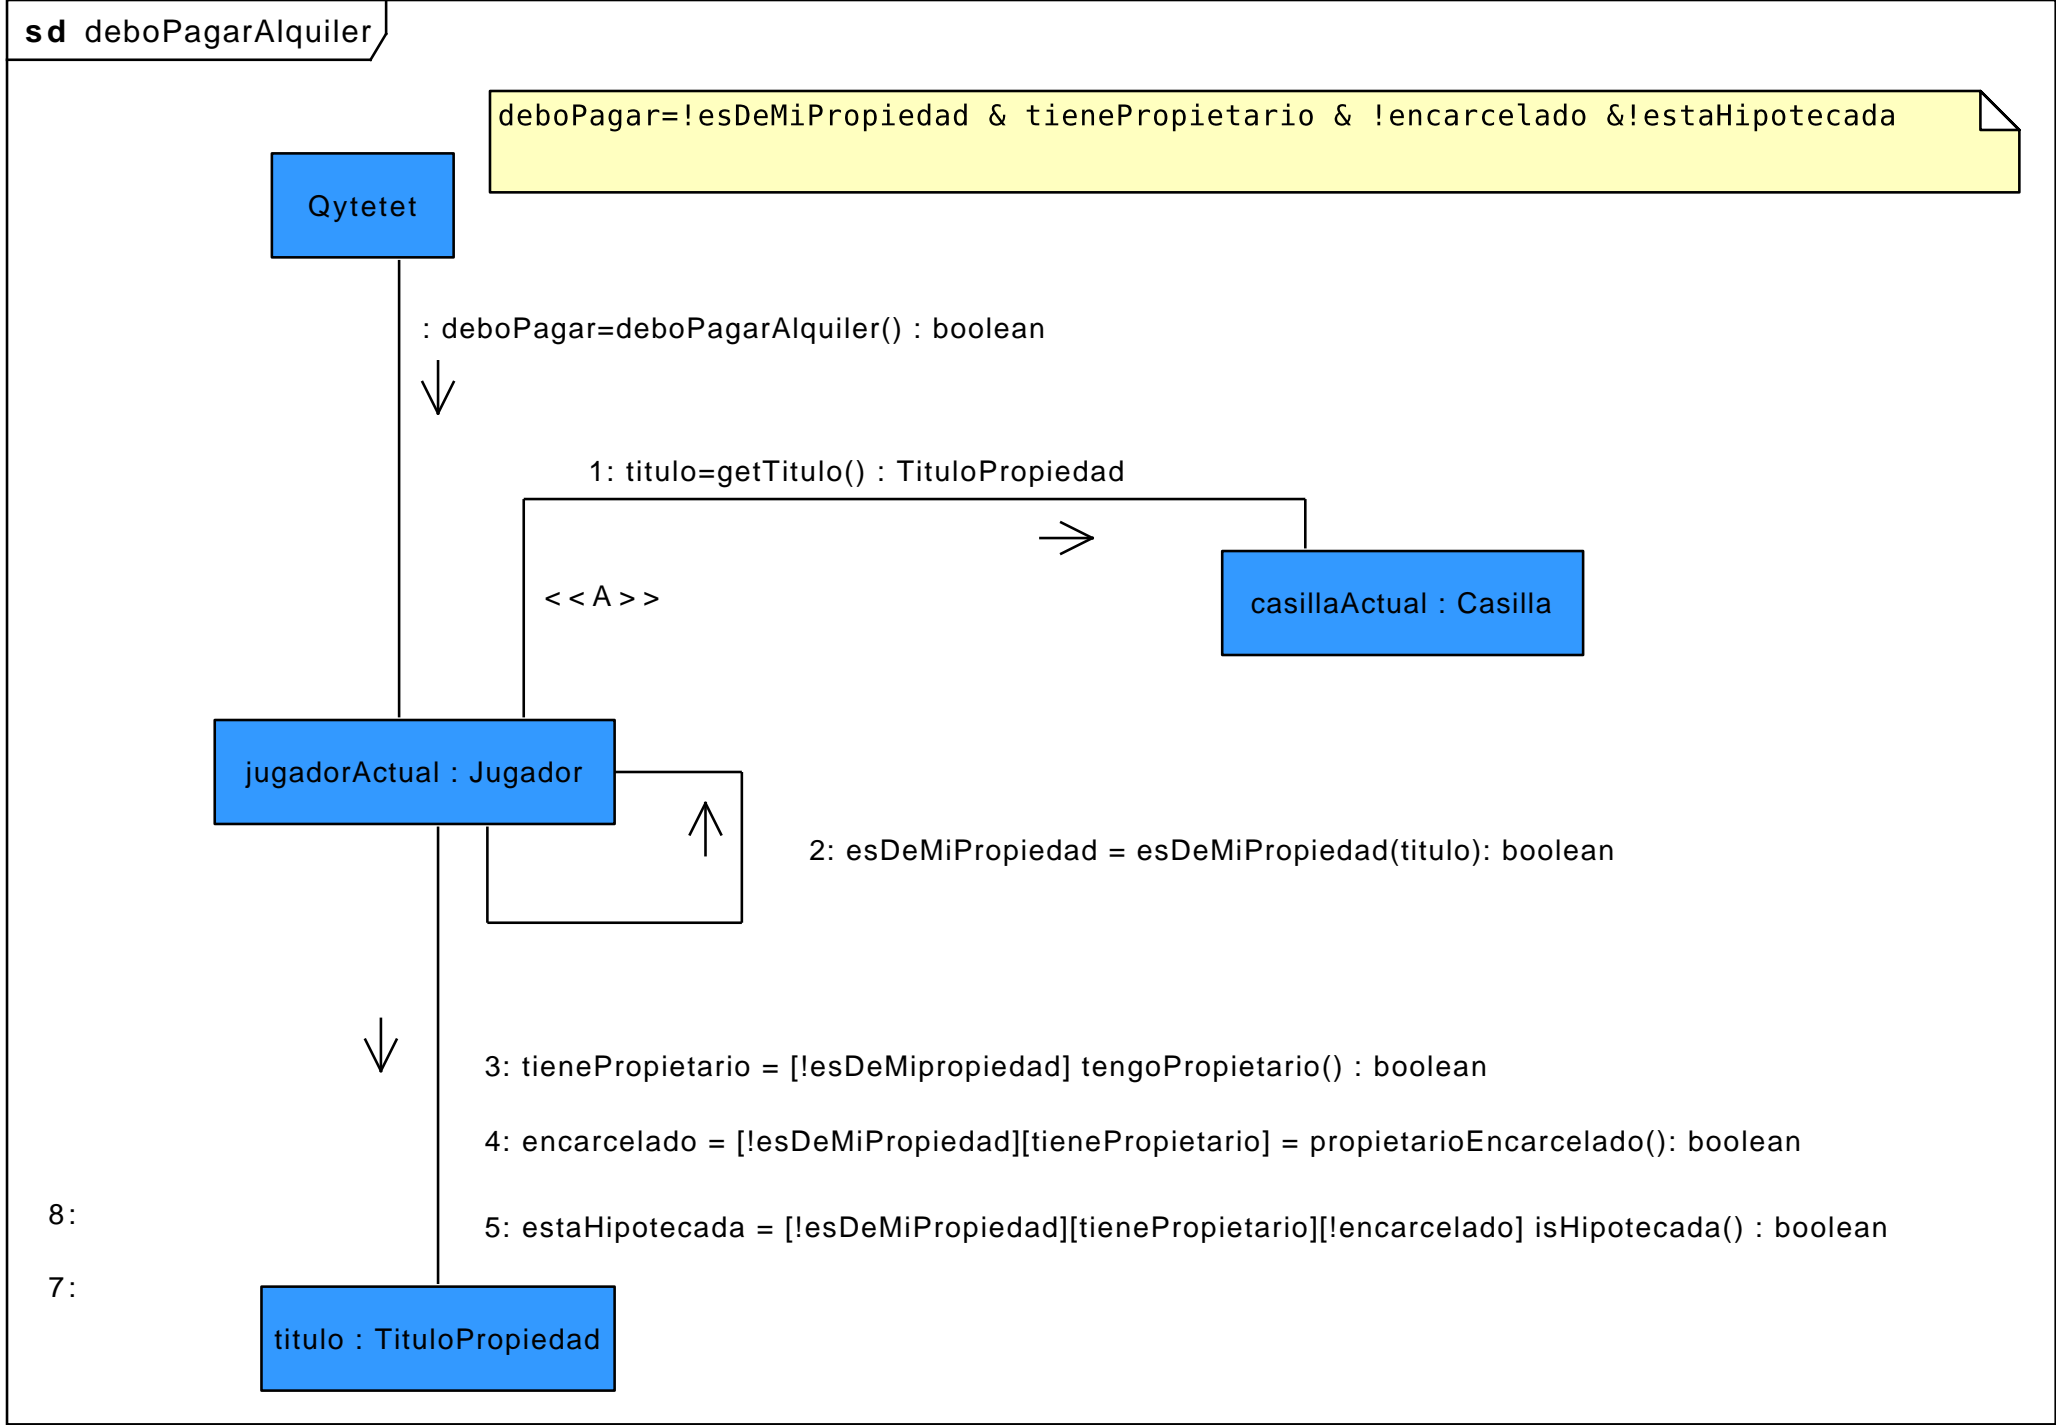 sd deboPagarAlquiler
deboPagar=!esDeMiPropiedad & tienePropietario & !encarcelado &!estaHipotecada
Qytetet
: deboPagar=deboPagarAlquiler() : boolean
1: titulo=getTitulo() : TituloPropiedad
<<A>>
casillaActual : Casilla
jugadorActual : Jugador
2: esDeMiPropiedad = esDeMiPropiedad(titulo): boolean
3: tienePropietario = [!esDeMipropiedad] tengoPropietario() : boolean
4: encarcelado = [!esDeMiPropiedad][tienePropietario] = propietarioEncarcelado(): boolean
8:
5: estaHipotecada = [!esDeMiPropiedad][tienePropietario][!encarcelado] isHipotecada() : boolean
7:
titulo : TituloPropiedad